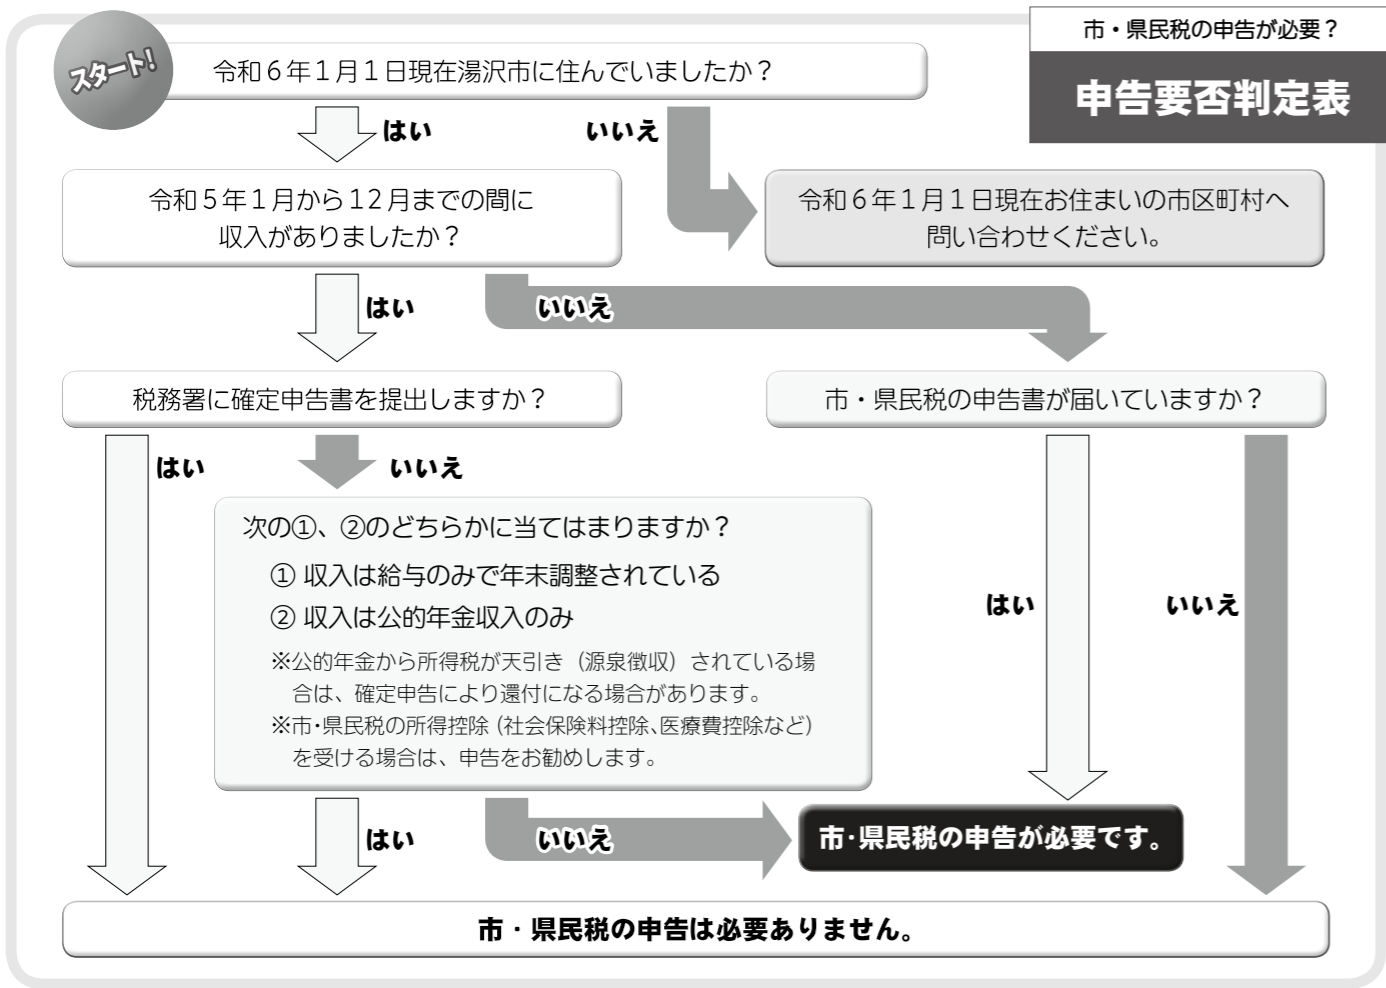 市・県民税の申告が必要？
申告要否判定表
スタート!
令和６年１月１日現在湯沢市に住んでいましたか？
はい
いいえ
令和５年１月から12月までの間に
収入がありましたか？
令和６年１月１日現在お住まいの市区町村へ
問い合わせください。
はい
いいえ
税務署に確定申告書を提出しますか？
市・県民税の申告書が届いていますか？
はい
いいえ
次の①、②のどちらかに当てはまりますか？
① 収入は給与のみで年末調整されている
② 収入は公的年金収入のみ
※公的年金から所得税が天引き（源泉徴収）されている場
合は、確定申告により還付になる場合があります。
※市・県民税の所得控除（社会保険料控除、医療費控除など）
を受ける場合は、申告をお勧めします。
はい
いいえ
はい
いいえ
市・県民税の申告が必要です。
市・県民税の申告は必要ありません。